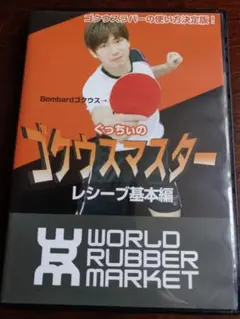 ゴクウスラバーの使い方決定版！
Bombardゴクウス→
ぐっちぃの
ゴクウスマスター
レシーブ基本編
WORLD
RUBBER
MARKET